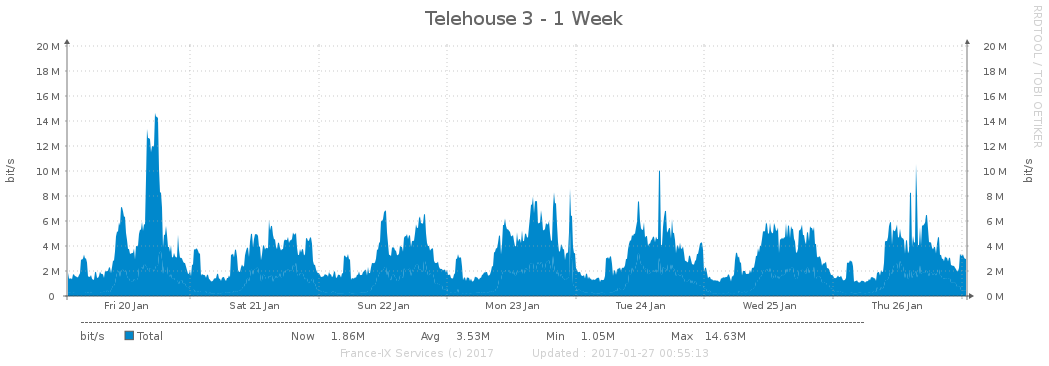 Telehouse 3 - 1 Week
RRDTOOL / TOBI OETIKER
bit/s
20 M 20 M
18 M 18 M
16 M 16 M
14 M 14 M
12 M 12 M
10 M 10 M
8 M 8 M
6 M 6 M
4 M 4 M
2 M 2 M
0 0 M
bit/s
Fri 20 Jan Sat 21 Jan Sun 22 Jan Mon 23 Jan Tue 24 Jan Wed 25 Jan Thu 26 Jan
bit/s Total Now 1.86M Avg 3.53M Min 1.05M Max 14.63M
France-IX Services (c) 2017 Updated : 2017-01-27 00:55:13